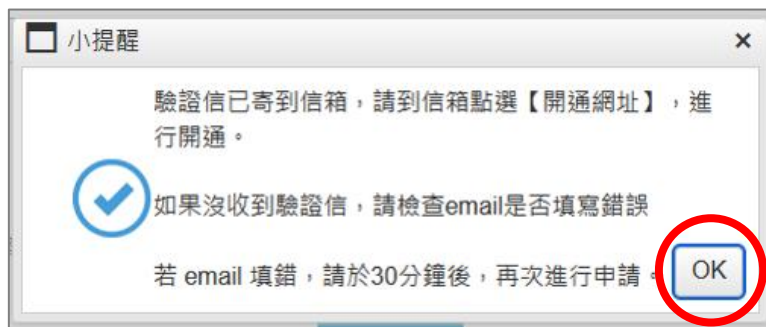 小提醒
×
驗證信已寄到信箱，請到信箱點選【開通網址】，進
行開通。
如果沒收到驗證信，請檢查email是否填寫錯誤
若 email 填錯，請於30分鐘後，再次進行申請。
OK